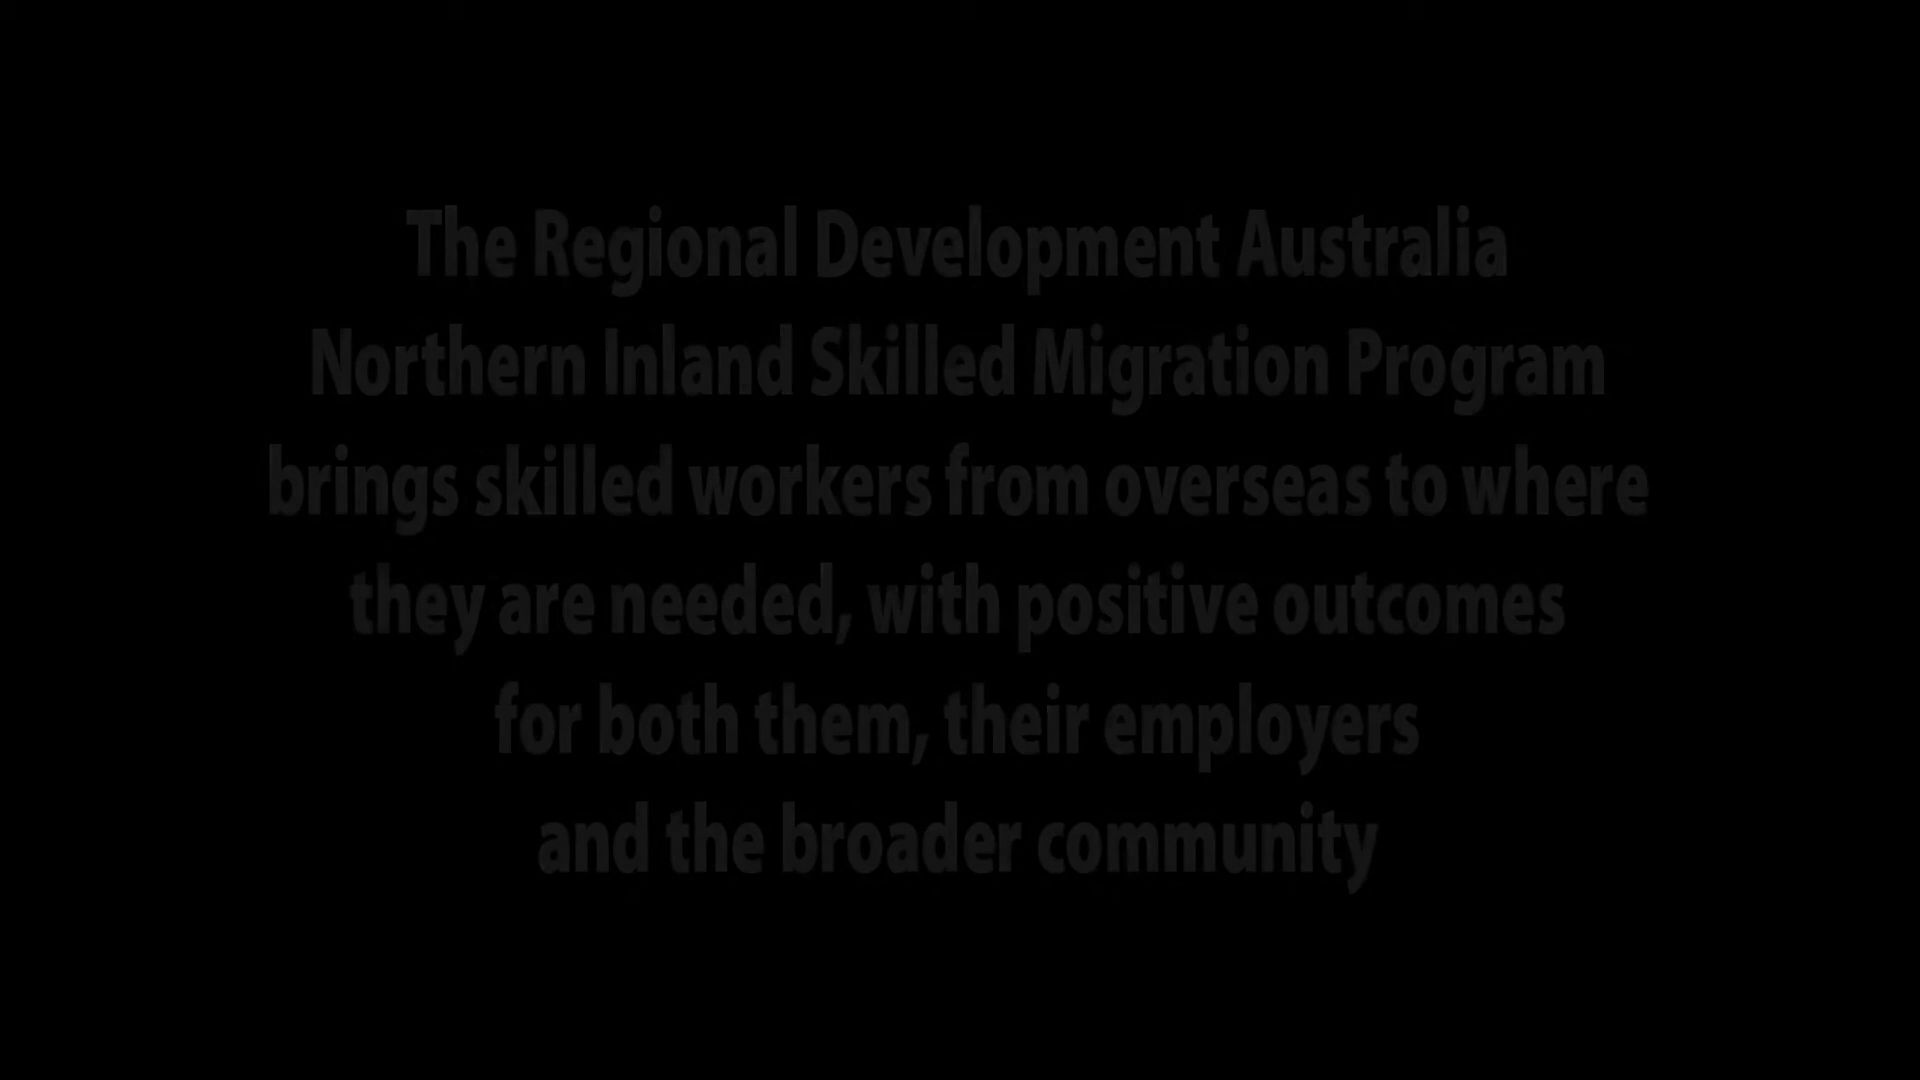 The Regional Development Australia
Northern Inland Skilled Migration Program
brings skilled workers from overseas to where
they are needed, with positive outcomes
for both them, their employers
and the broader community